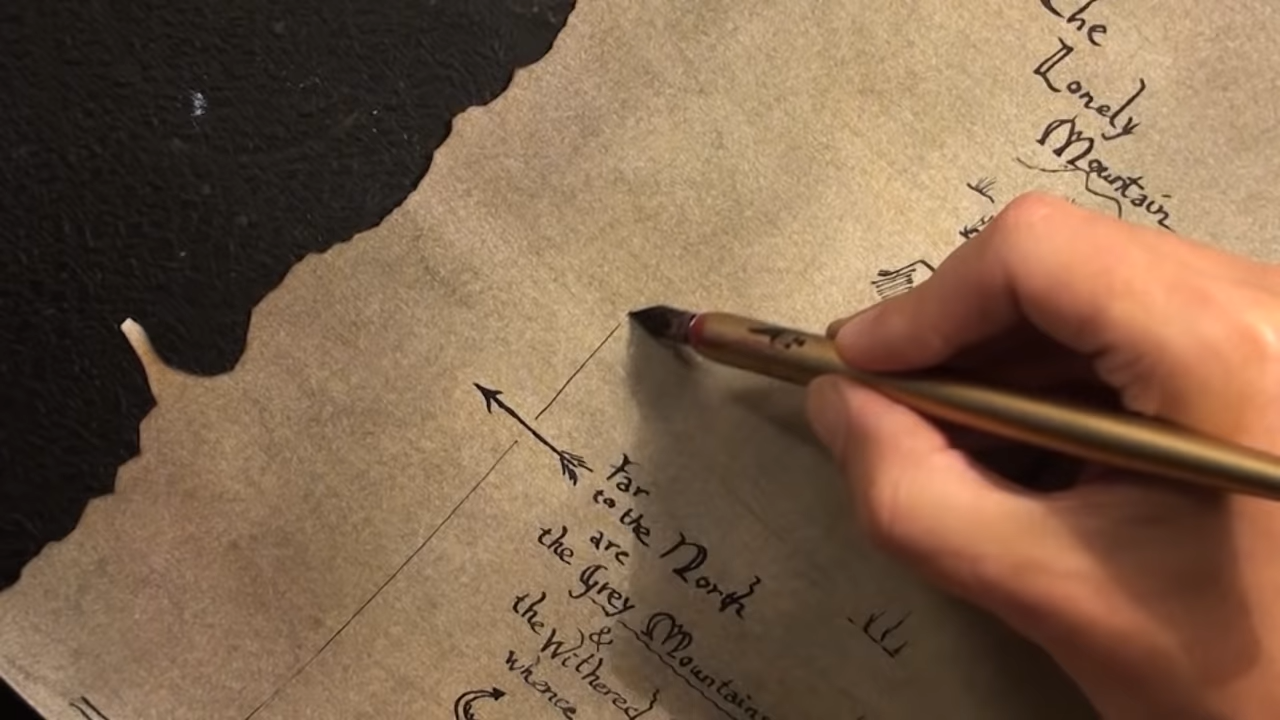 The
Lonely
Mountain
Far
to the North
are
the Grey Mountains
&
the Withered
whence